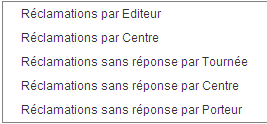 Réclamations par Editeur
Réclamations par Centre
Réclamations sans réponse par Tournée
Réclamations sans réponse par Centre
Réclamations sans réponse par Porteur